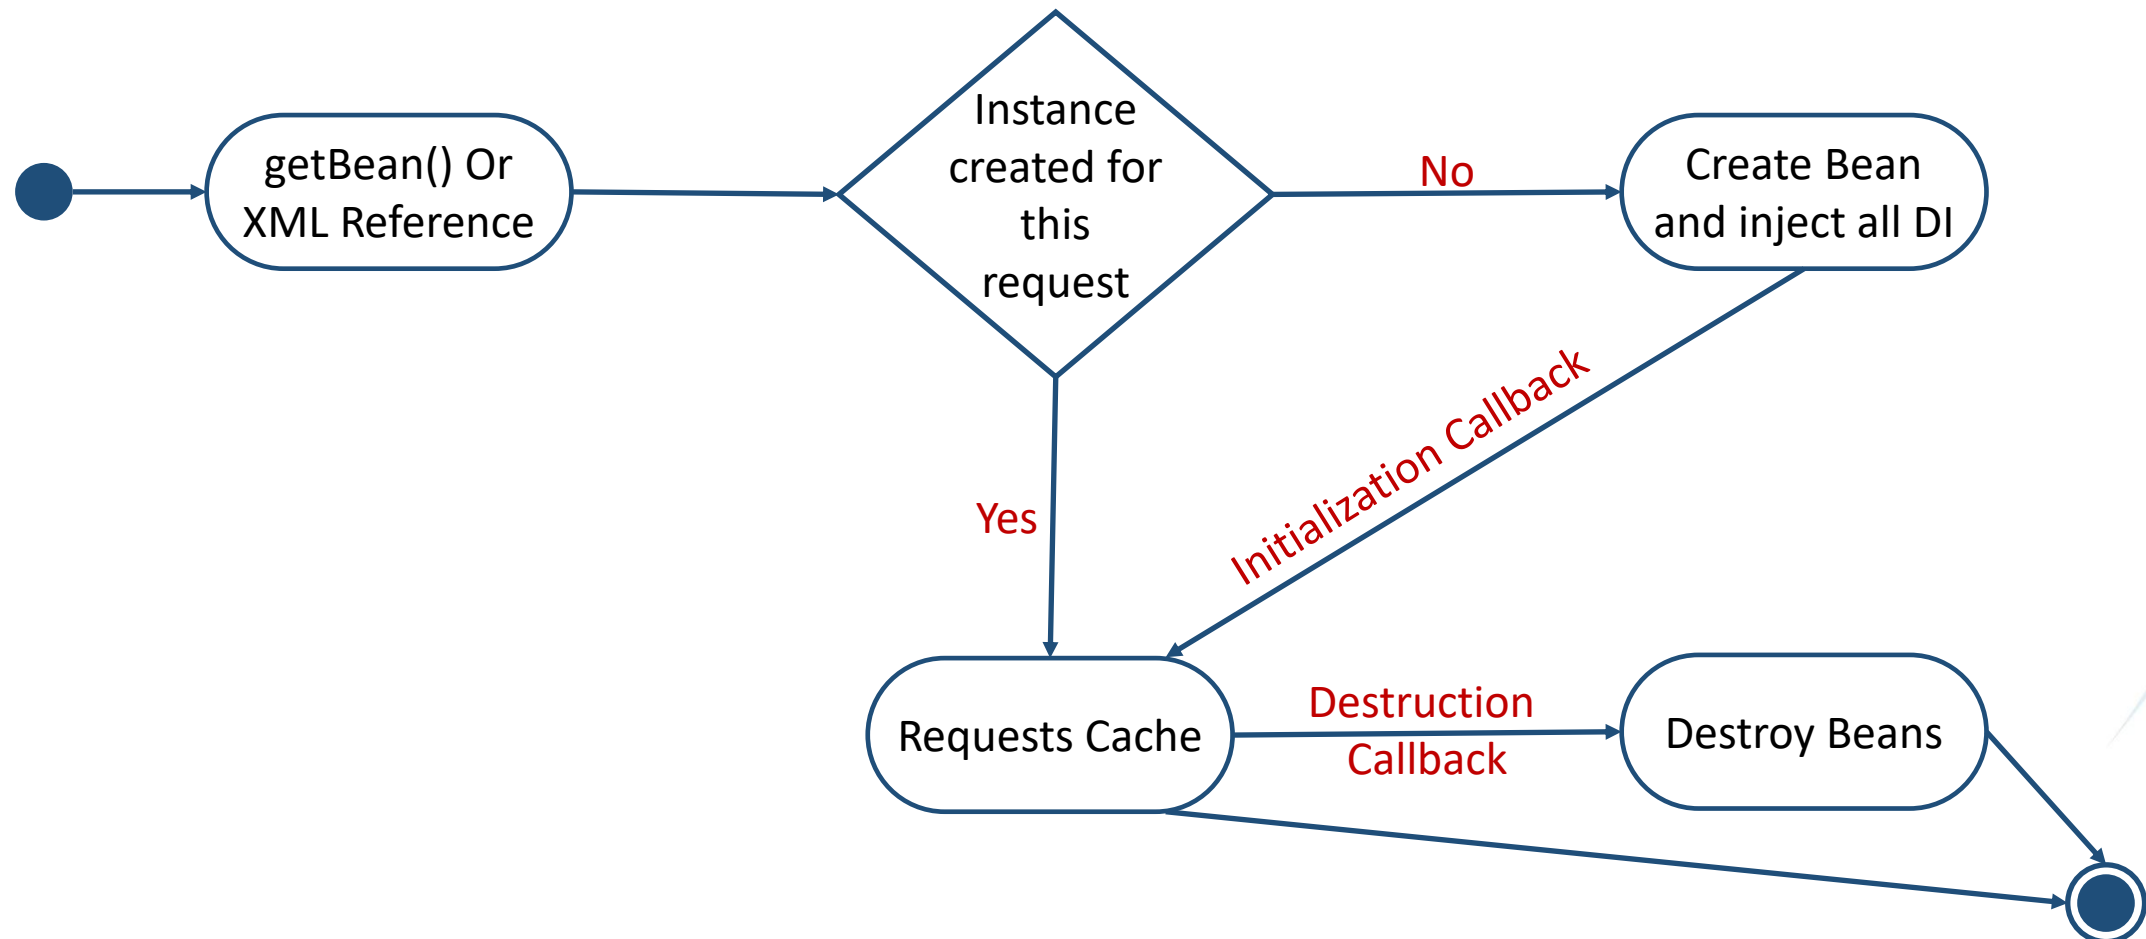 getBean() Or
XML Reference
Instance
created for
this
request
No
Create Bean
and inject all DI
Yes
Initialization Callback
Requests Cache
Destruction
Callback
Destroy Beans